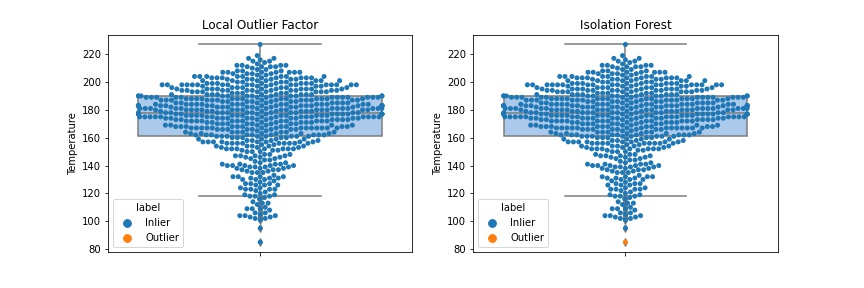 Local Outlier Factor
Temperature
220
200
180
160
140
120
100
80
label
Inlier
Outlier
Isolation Forest
Temperature
220
200
180
160
140
120
100
80
label
Inlier
Outlier